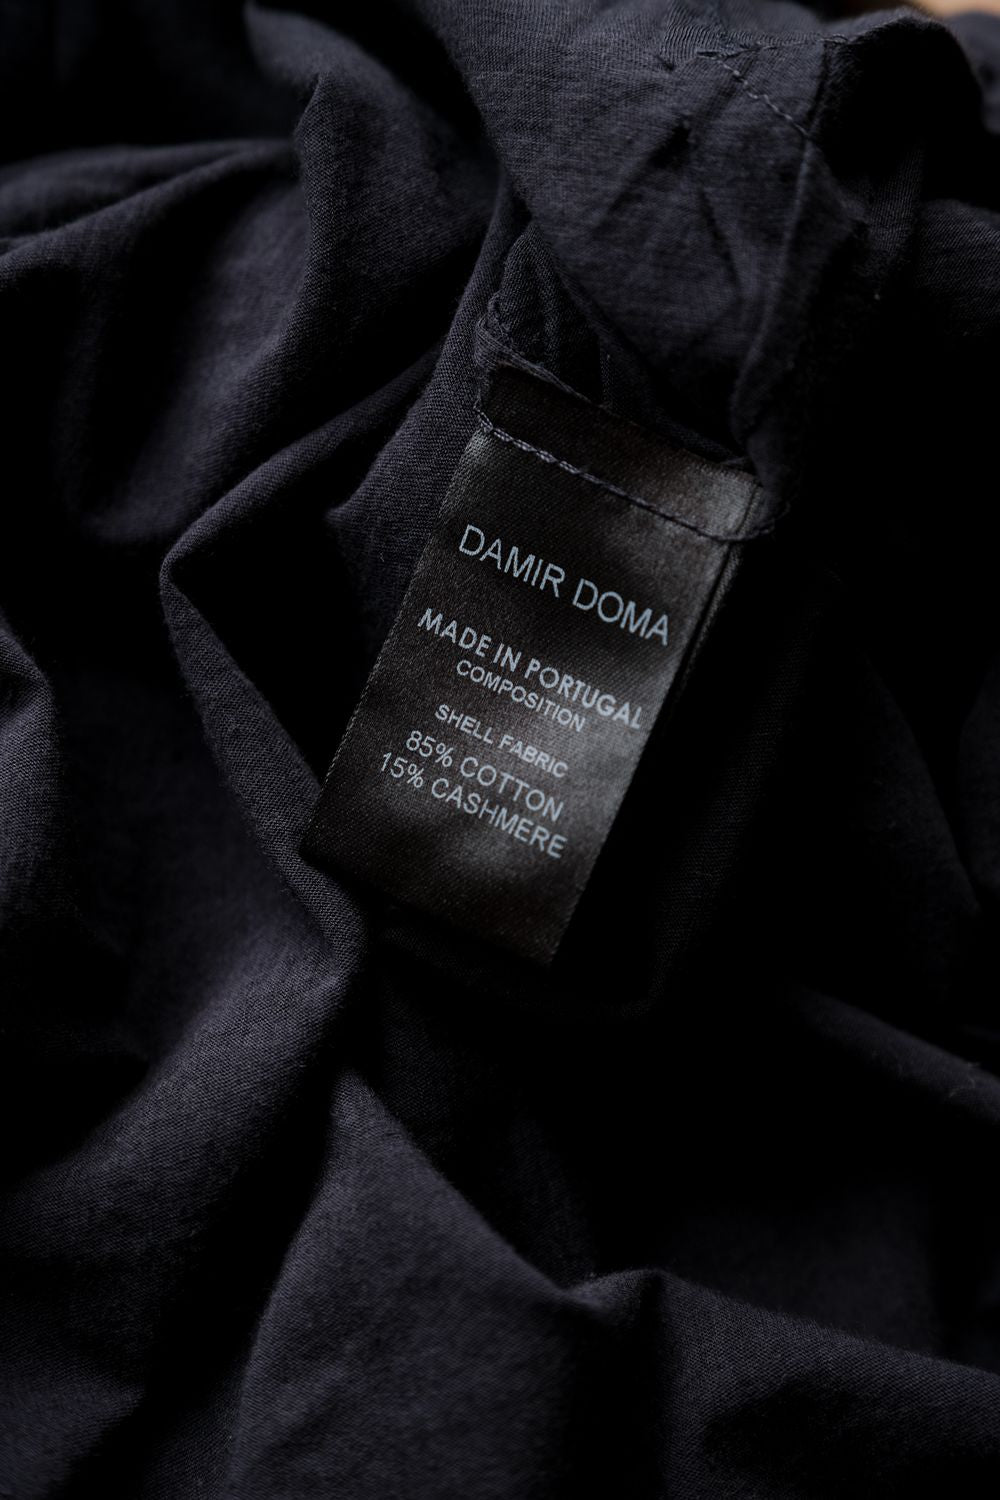 DAMIR DOMA
MADE IN PORTUGAL
COMPOSITION
SHELL FABRIC
85% COTTON
15% CASHMERE